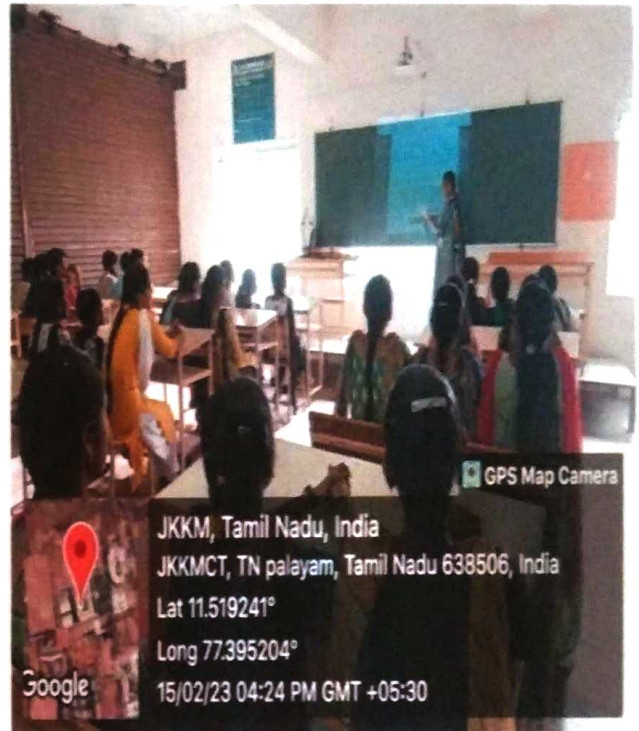 GPS Map Camera
JKKM, Tamil Nadu, India
JKKMCT, TN palayam, Tamil Nadu 638506, India
Lat 11.519241°
Long 77.395204°
Google
15/02/23 04:24 PM GMT +05:30